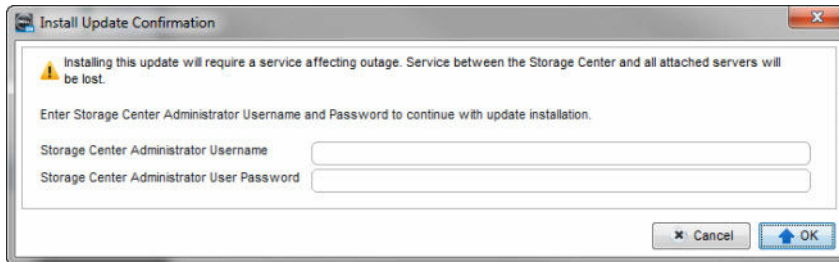 Install Update Confirmation
Installing this update will require a service affecting outage. Service between the Storage Center and all attached servers will
be lost.
Enter Storage Center Administrator Username and Password to continue with update installation.
Storage Center Administrator Username
Storage Center Administrator User Password
Cancel
OK